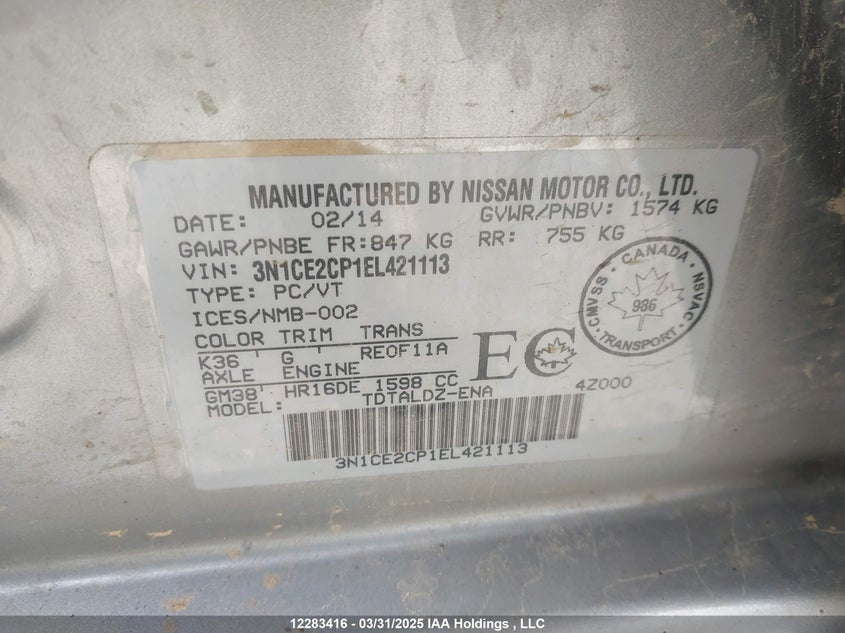 MANUFACTURED BY NISSAN MOTOR CO., LTD.
DATE: 02/14 GVWR/PNBV: 1574 KG
GAWR/PNBE FR:847 KG RR: 755 KG
VIN: 3N1CE2CP1EL421113
TYPE: PC/VT
ICES/NMB-002
COLOR TRIM TRANS
K36 ' G ' REOF11A
AXLE ENGINE
GM38' HR16DE 1598 CC
MODEL: TDTALDZ-ENA 4Z000
EC
CANADA
CMVSS NSVAC
986
TRANSPORT
3N1CE2CP1EL421113
12283416 - 03/31/2025 IAA Holdings , LLC